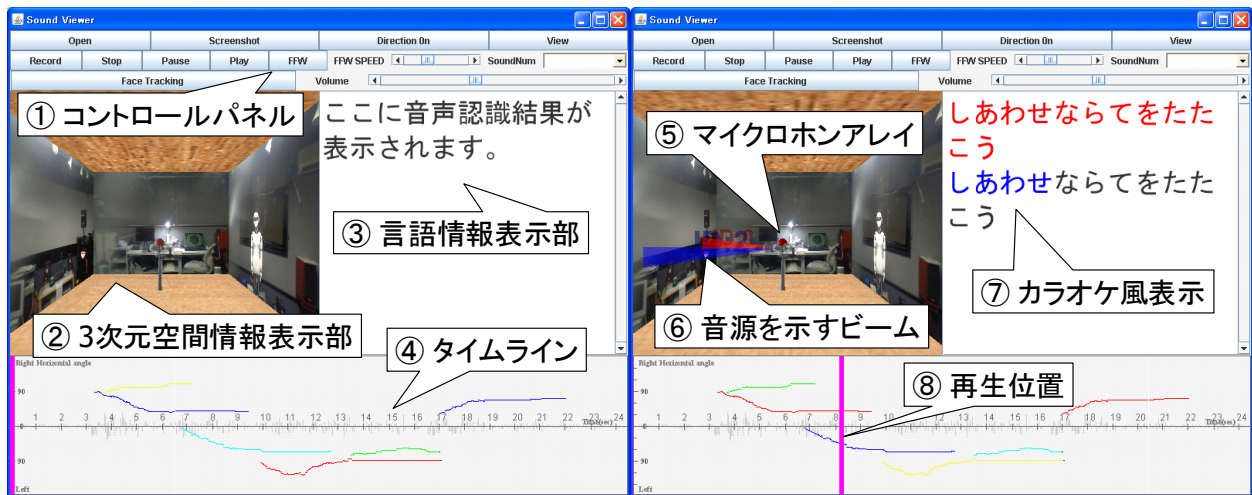 Sound Viewer
Open Screenshot Direction On View
Record Stop Pause Play FFW FFW SPEED SoundNum
Face Tracking Volume
① コントロールパネル
ここに音声認識結果が
表示されます。
③ 言語情報表示部
② 3次元空間情報表示部
④ タイムライン
Right Horizontal angle
90
1 2 3 4 5 6 7 8 9 10 11 12 13 14 15 16 17 18 19 20 21 22 23 24
0
Time(sec)
90
Left
Sound Viewer
Open Screenshot Direction On View
Record Stop Pause Play FFW FFW SPEED SoundNum
Face Tracking Volume
⑤ マイクロホンアレイ
しあわせならてをたた
こう
しあわせならてをたた
こう
⑦ カラオケ風表示
⑥ 音源を示すビーム
⑧ 再生位置
Right Horizontal angle
90
1 2 3 4 5 6 7 8 9 10 11 12 13 14 15 16 17 18 19 20 21 22 23 24
0
Time(sec)
90
Left